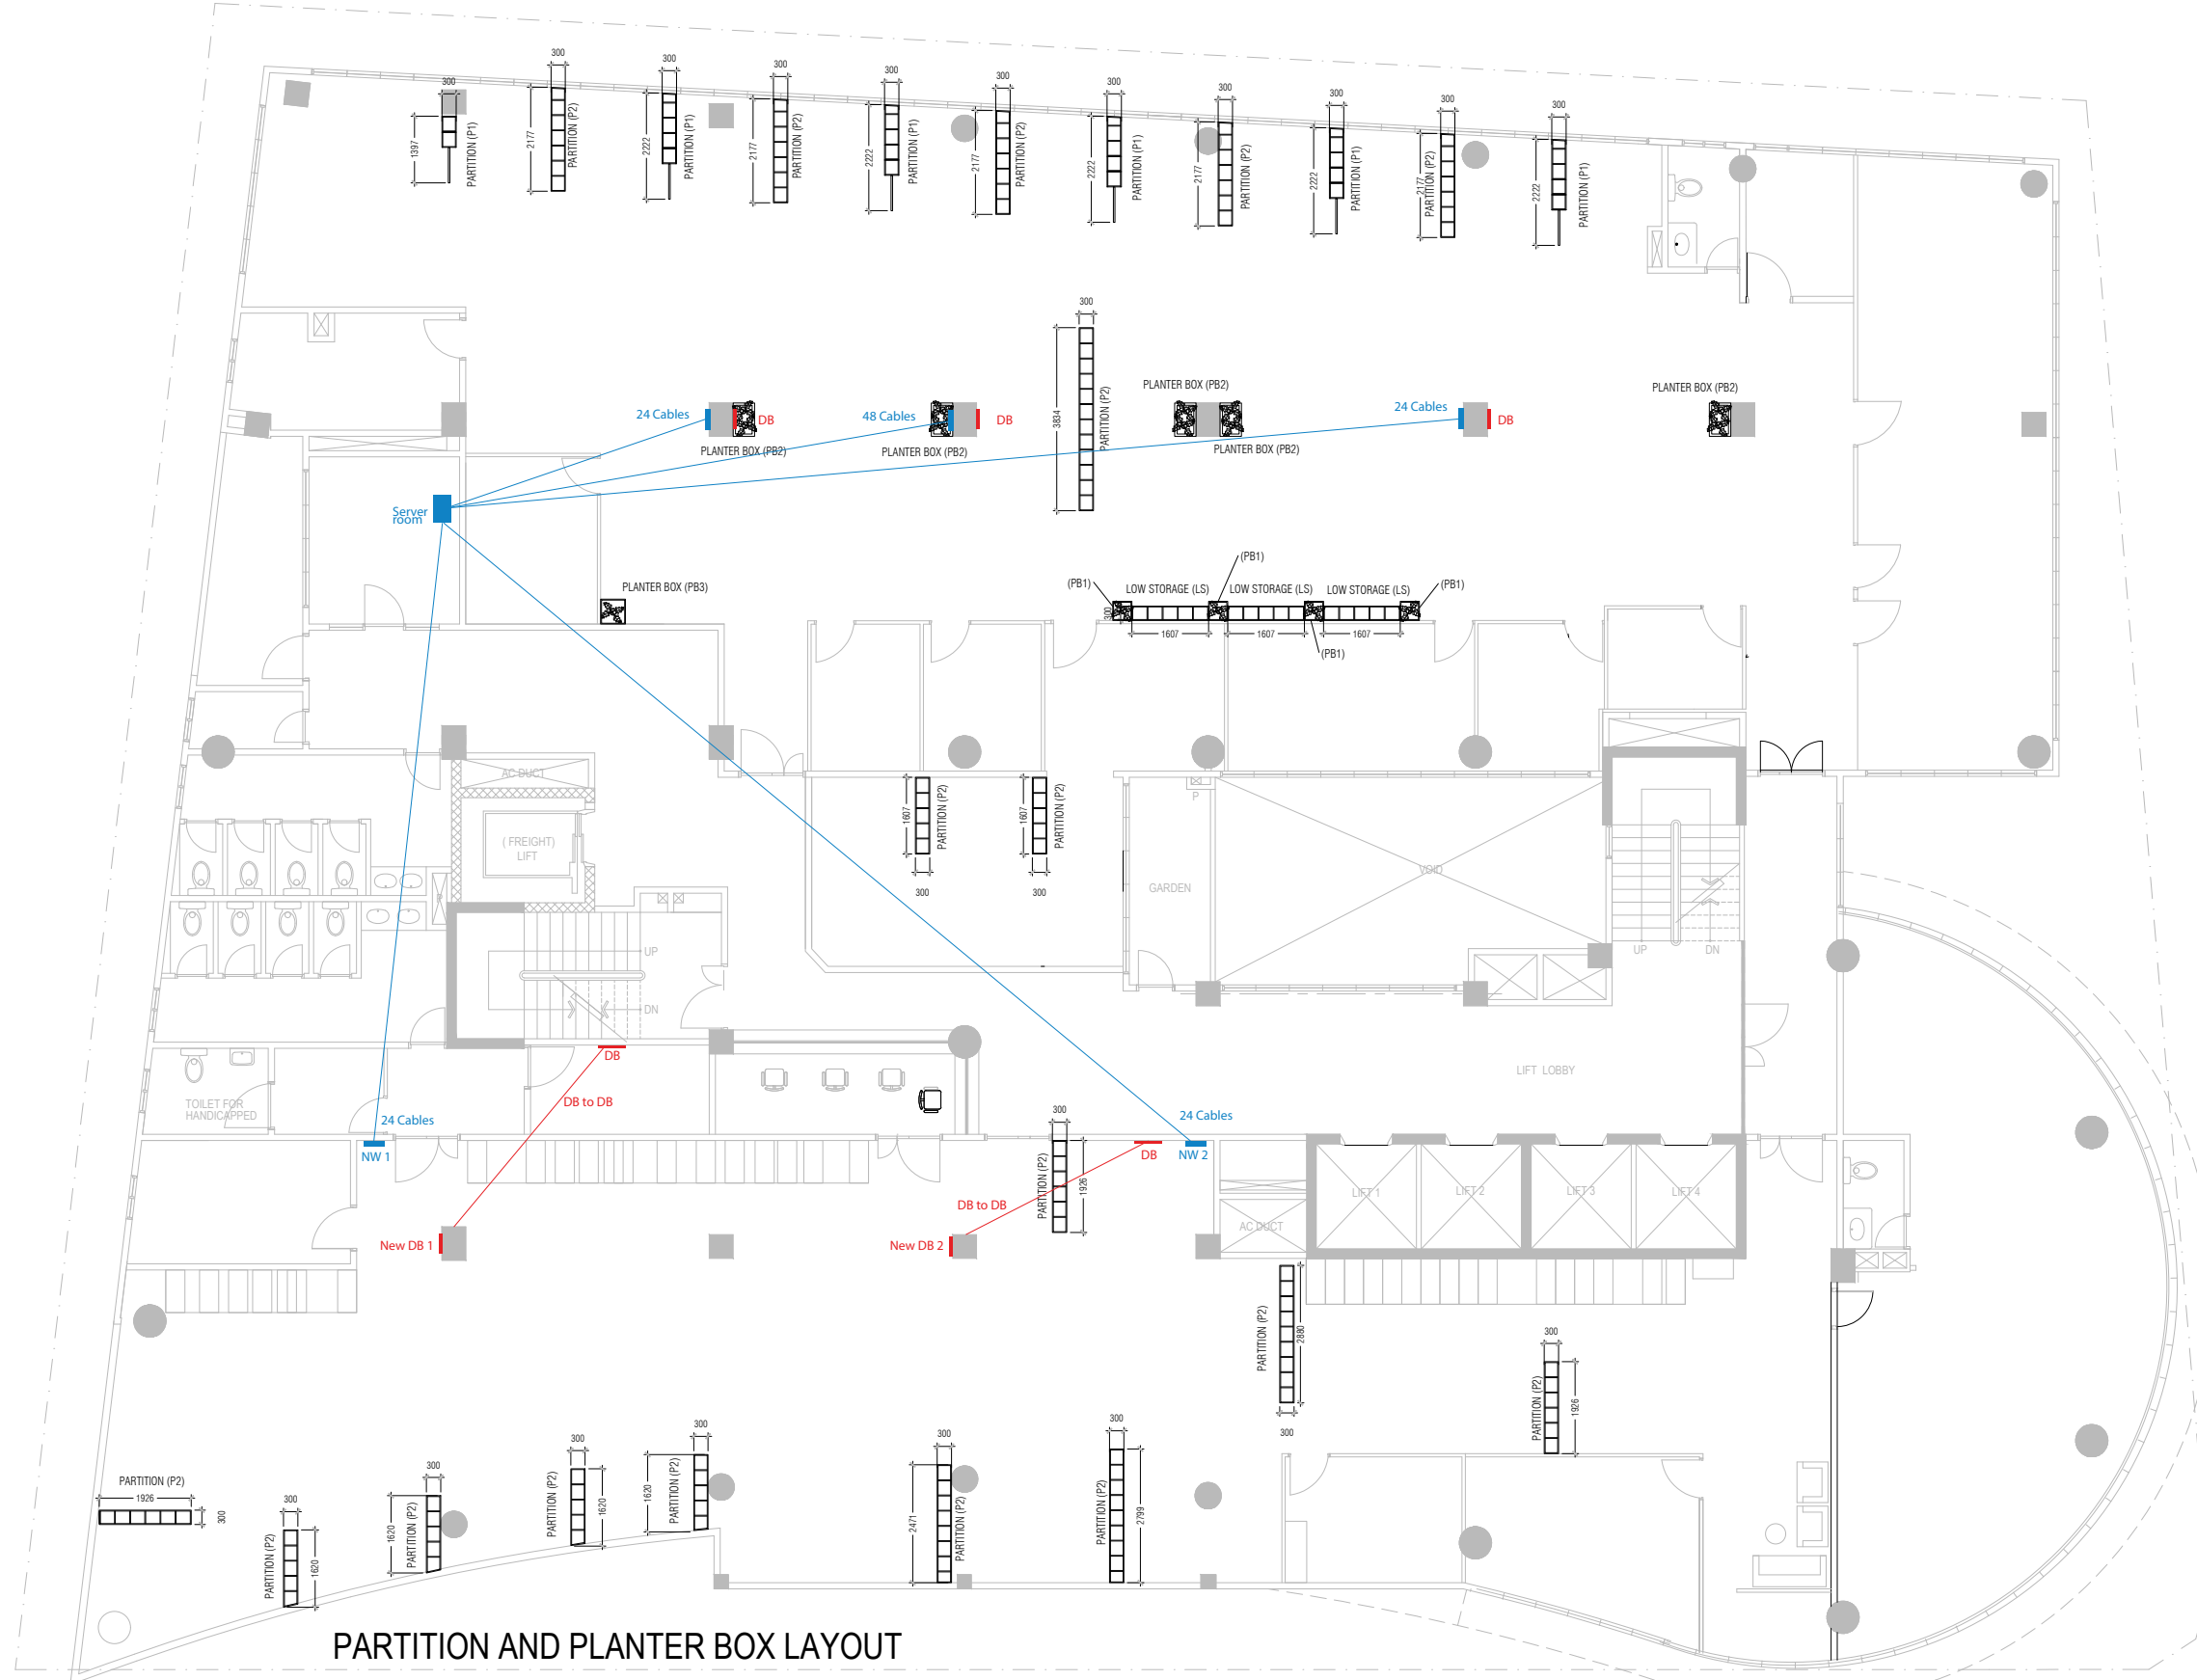 300
300
300
300
300
300
300
300
300
300
300
1397
PARTITION (P1)
2177
PARTITION (P2)
2222
PARTITION (P1)
2177
PARTITION (P2)
2222
PARTITION (P1)
2177
PARTITION (P2)
2222
PARTITION (P1)
2177
PARTITION (P2)
2222
PARTITION (P1)
2177
PARTITION (P2)
2222
PARTITION (P1)
300
3834
PARTITION (P2)
24 Cables
DB
PLANTER BOX (PB2)
48 Cables
DB
PLANTER BOX (PB2)
PLANTER BOX (PB2)
PLANTER BOX (PB2)
24 Cables
DB
PLANTER BOX (PB2)
Server
room
PLANTER BOX (PB3)
(PB1)
(PB1)
LOW STORAGE (LS)
LOW STORAGE (LS)
LOW STORAGE (LS)
(PB1)
300
1607
1607
1607
(PB1)
AC DUCT
( FREIGHT)
LIFT
1607
PARTITION (P2)
300
1607
PARTITION (P2)
300
P
GARDEN
VOID
UP
DN
UP
DN
LIFT LOBBY
DB
DB to DB
TOILET FOR
HANDICAPPED
24 Cables
NW 1
300
PARTITION (P2)
1926
24 Cables
DB
NW 2
DB to DB
New DB 1
New DB 2
AC DUCT
LIFT 1
LIFT 2
LIFT 3
LIFT 4
PARTITION (P2)
2880
300
300
PARTITION (P2)
1926
PARTITION (P2)
1926
300
300
PARTITION (P2)
1620
300
1620
PARTITION (P2)
300
PARTITION (P2)
1620
300
1620
PARTITION (P2)
300
2471
PARTITION (P2)
300
PARTITION (P2)
2799
PARTITION AND PLANTER BOX LAYOUT